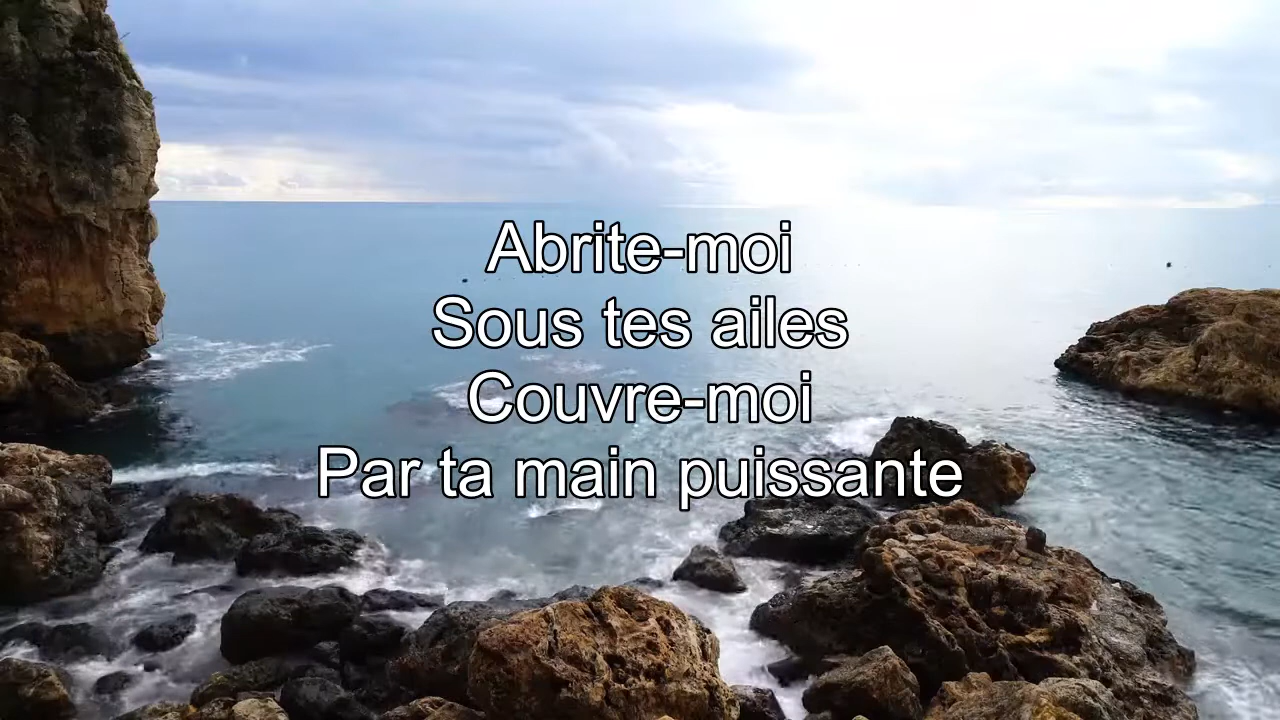 Abrite-moi
Sous tes ailes
Couvre-moi
Par ta main puissante